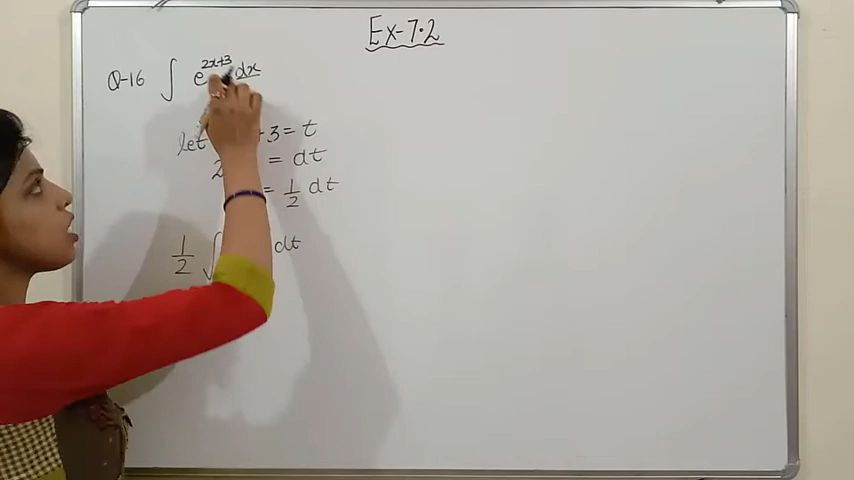 Ex-7.2
Q-16 ∫ e^{2x+3} dx
let + 3 = t
2 = dt
= 1/2 dt
1/2 ∫ dt